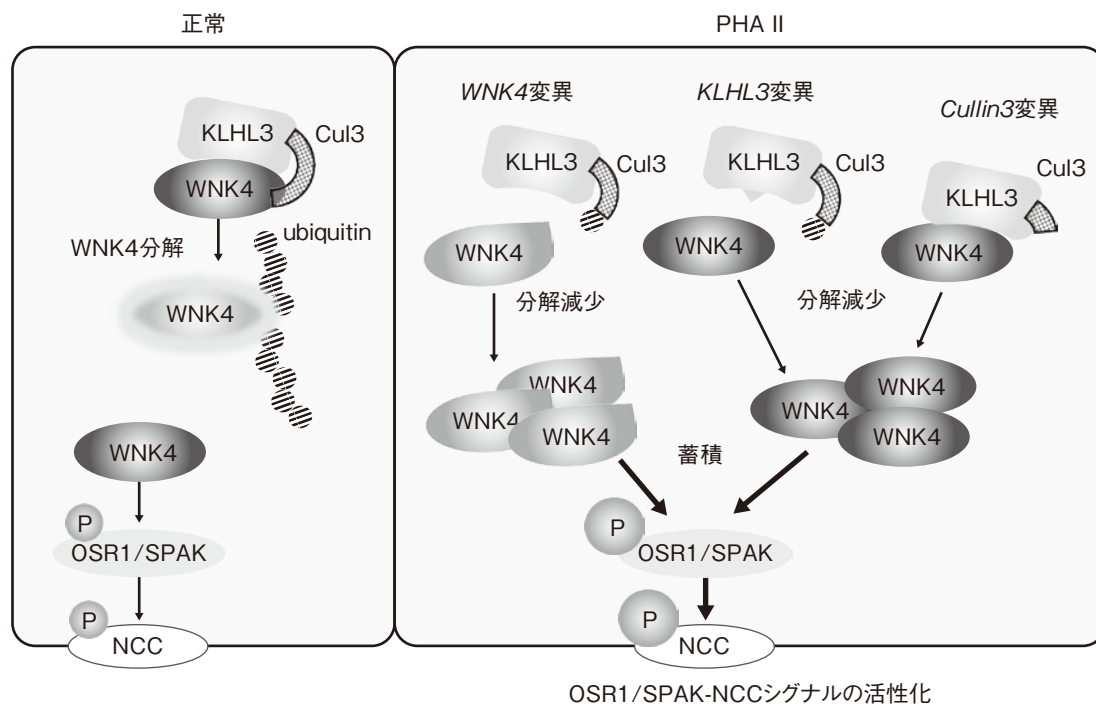 正常
KLHL3
Cul3
WNK4
WNK4分解
ubiquitin
WNK4
WNK4
P
OSR1/SPAK
P
NCC
PHA II
WNK4変異
KLHL3変異
Cullin3変異
KLHL3
Cul3
KLHL3
Cul3
Cul3
KLHL3
WNK4
WNK4
WNK4
分解減少
分解減少
WNK4
WNK4
WNK4
WNK4
WNK4
WNK4
蓄積
P
OSR1/SPAK
P
NCC
OSR1/SPAK-NCCシグナルの活性化